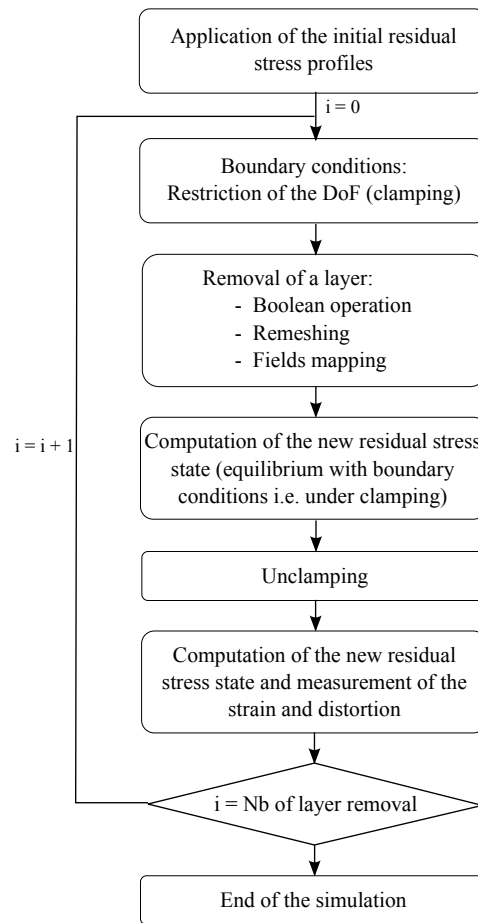 Application of the initial residual
stress profiles
i = 0
Boundary conditions:
Restriction of the DoF (clamping)
Removal of a layer:
- Boolean operation
- Remeshing
- Fields mapping
i = i + 1
Computation of the new residual stress
state (equilibrium with boundary
conditions i.e. under clamping)
Unclamping
Computation of the new residual
stress state and measurement of the
strain and distortion
i = Nb of layer removal
End of the simulation